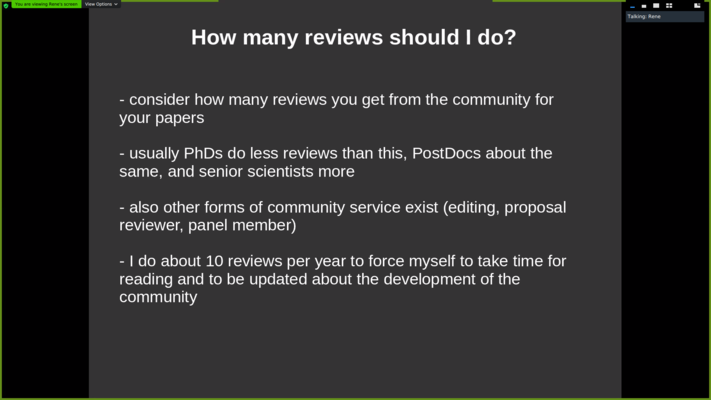 You are viewing Rene's screen
View Options
Talking: Rene
How many reviews should I do?
- consider how many reviews you get from the community for
your papers
- usually PhDs do less reviews than this, PostDocs about the
same, and senior scientists more
- also other forms of community service exist (editing, proposal
reviewer, panel member)
- I do about 10 reviews per year to force myself to take time for
reading and to be updated about the development of the
community